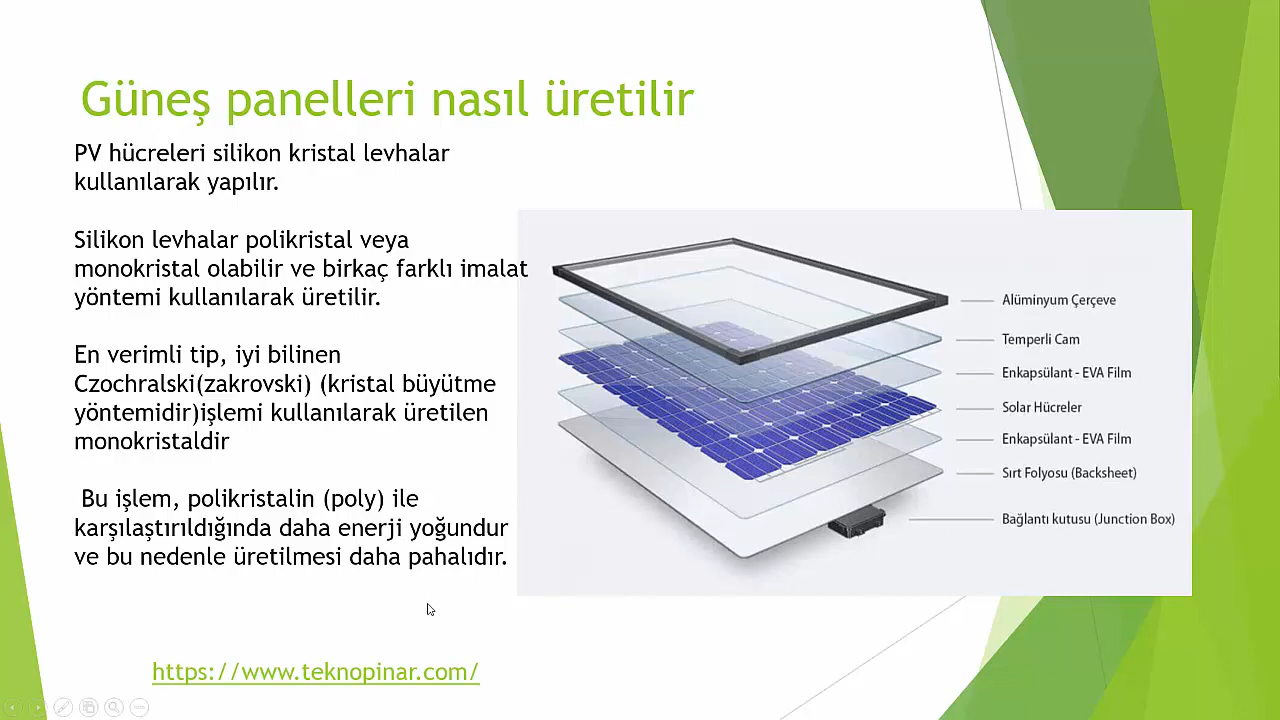 Güneş panelleri nasıl üretilir
PV hücreleri silikon kristal levhalar
kullanılarak yapılır.
Silikon levhalar polikristal veya
monokristal olabilir ve birkaç farklı imalat
yöntemi kullanılarak üretilir.
En verimli tip, iyi bilinen
Czochralski(zakrovski) (kristal büyütme
yöntemidir)işlemi kullanılarak üretilen
monokristaldir
Bu işlem, polikristalin (poly) ile
karşılaştırıldığında daha enerji yoğundur
ve bu nedenle üretilmesi daha pahalıdır.
Alüminyum Çerçeve
Temperli Cam
Enkapsülant - EVA Film
Solar Hücreler
Enkapsülant - EVA Film
Sırt Folyosu (Backsheet)
Bağlantı kutusu (Junction Box)
https://www.teknopinar.com/